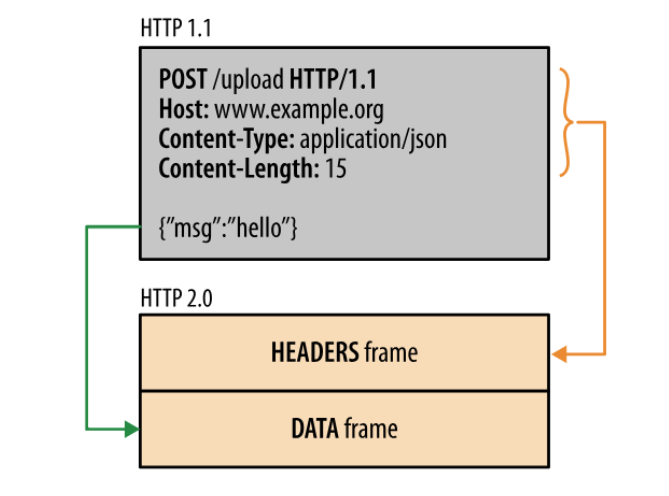 HTTP 1.1
POST /upload HTTP/1.1
Host: www.example.org
Content-Type: application/json
Content-Length: 15
{”msg”:”hello”}
HTTP 2.0
HEADERS frame
DATA frame